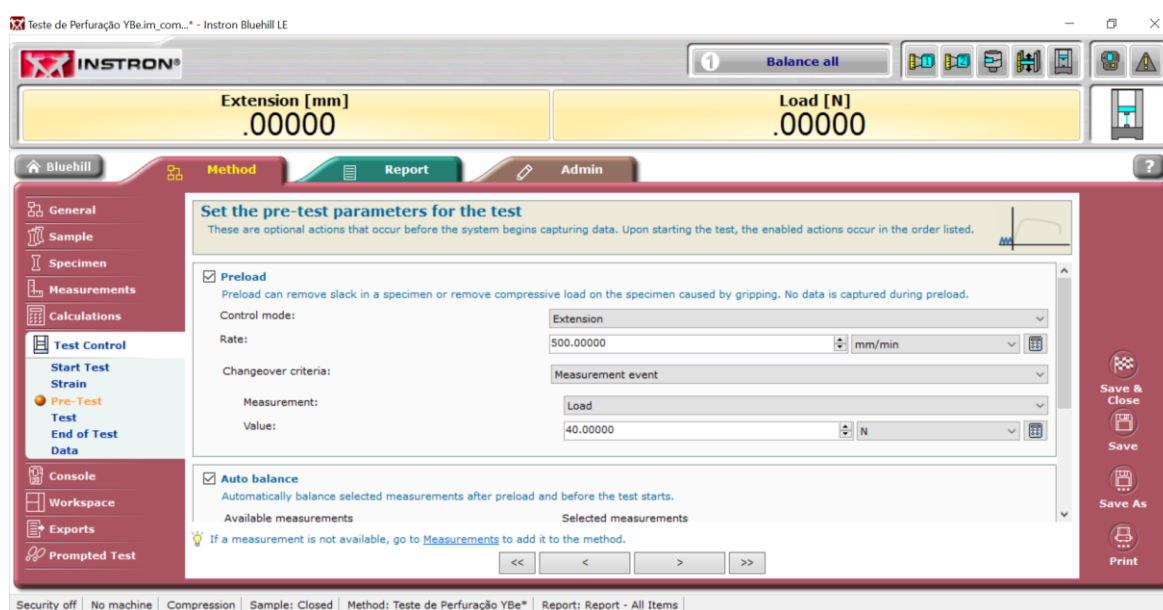 Teste de Perfuração YBe.im_com...* - Instron Bluehill LE
INSTRON®
1 Balance all
1 2
Extension [mm]
.00000
Load [N]
.00000
Bluehill
Method
Report
Admin
?
General
Sample
Specimen
Measurements
Calculations
Test Control
Start Test
Strain
Pre-Test
Test
End of Test
Data
Console
Workspace
Exports
Prompted Test
Set the pre-test parameters for the test
These are optional actions that occur before the system begins capturing data. Upon starting the test, the enabled actions occur in the order listed.
Preload
Preload can remove slack in a specimen or remove compressive load on the specimen caused by gripping. No data is captured during preload.
Control mode: Extension
Rate: 500.00000 mm/min
Changeover criteria: Measurement event
Measurement: Load
Value: 40.00000 N
Auto balance
Automatically balance selected measurements after preload and before the test starts.
Available measurements Selected measurements
If a measurement is not available, go to Measurements to add it to the method.
<< < > >>
Save &
Close
Save
Save As
Print
Security off No machine Compression Sample: Closed Method: Teste de Perfuração YBe* Report: Report - All Items